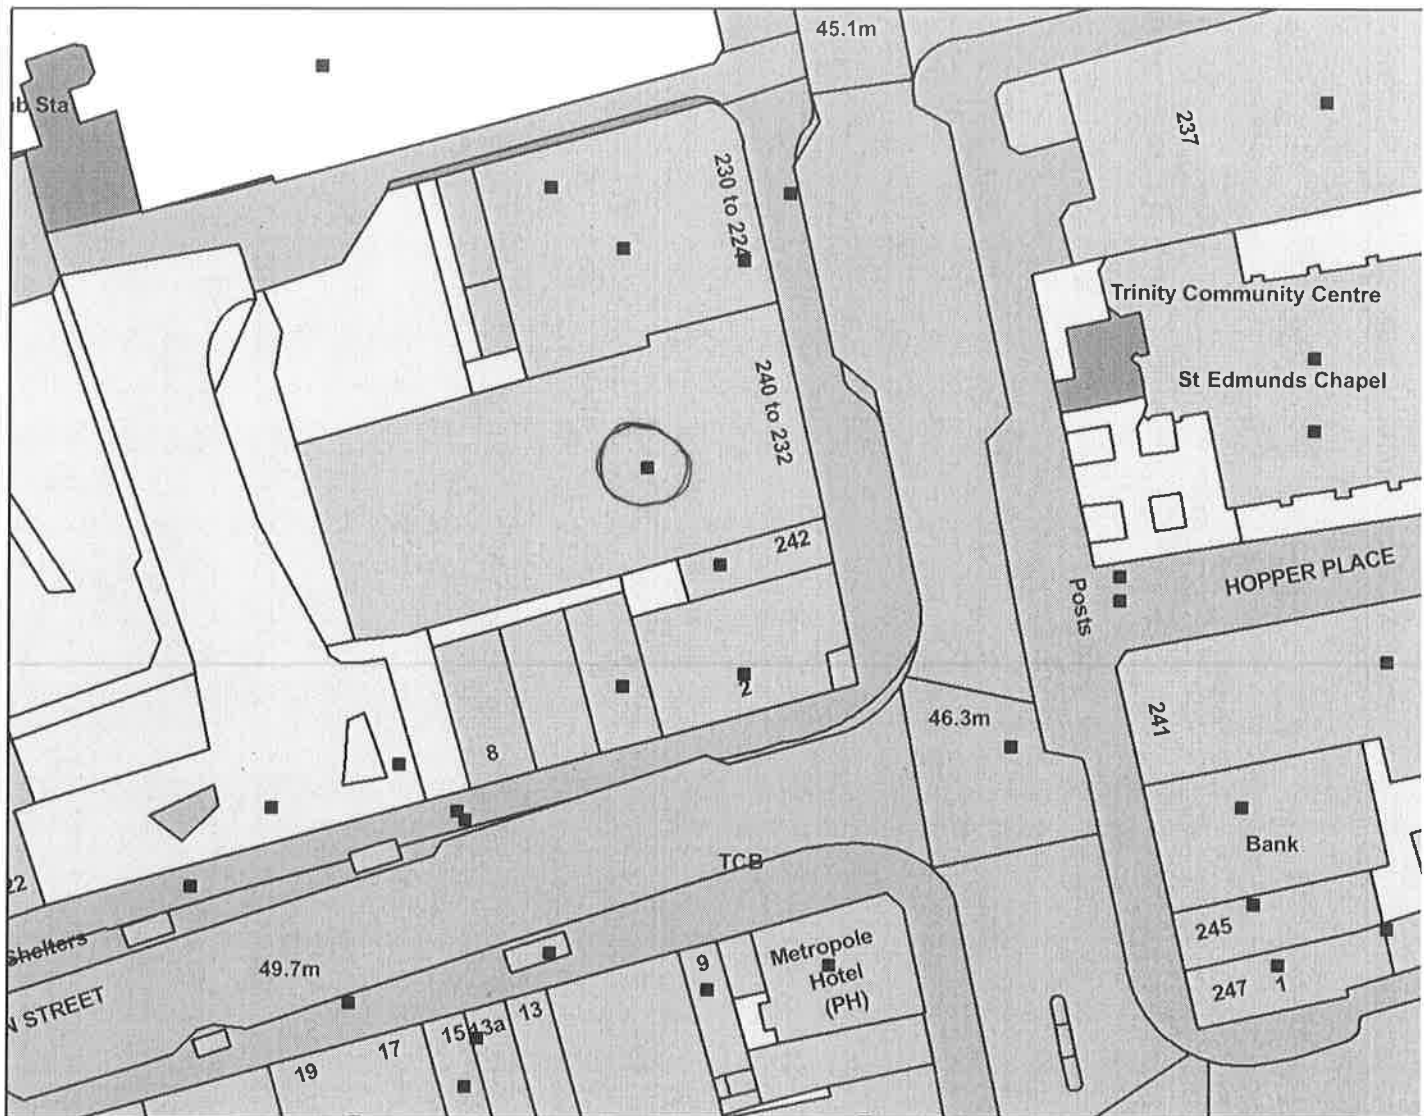 45.1m
ub Sta
237
230 to 224
Trinity Community Centre
St Edmunds Chapel
240 to 232
242
HOPPER PLACE
Posts
2
46.3m
241
8
Bank
TCB
22
Shelters
245
Metropole
Hotel
(PH)
9
49.7m
247
1
N STREET
13
13a
15
17
19